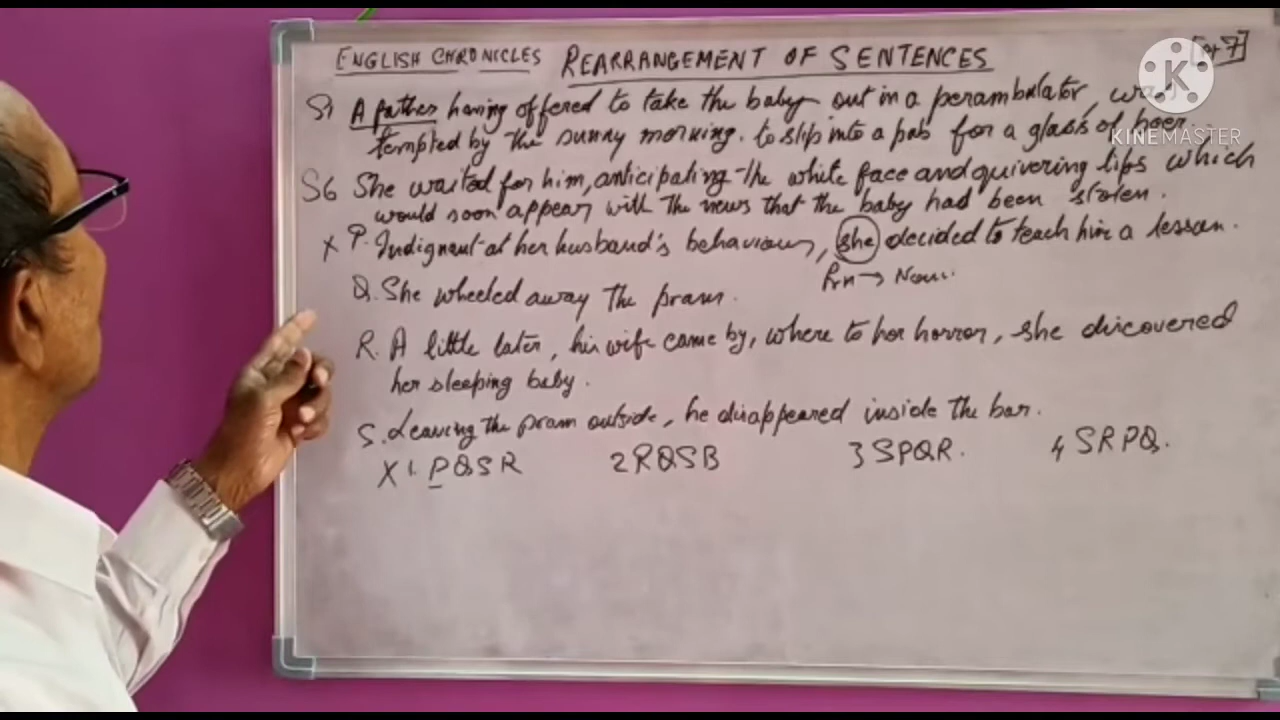 ENGLISH CHRONICLES REARRANGEMENT OF SENTENCES [pt 7]
K
KINEMASTER
S1 A father having offered to take the baby out in a perambulator, was
tempted by the sunny morning. to slip into a pab for a glass of beer.
S6 She waited for him, anticipating the white face and quivering lips which
would soon appear with the news that the baby had been stolen.
X P. Indignant at her husband's behaviour, she decided to teach him a lesson.
Prn → Noun.
Q. She wheeled away the pram.
R. A little later, his wife came by, where to her horror, she discovered
her sleeping baby.
S. Leaving the pram outside, he disappeared inside the bar.
X 1. PQSR 2 RQSB 3 SPQR. 4 SRPQ.